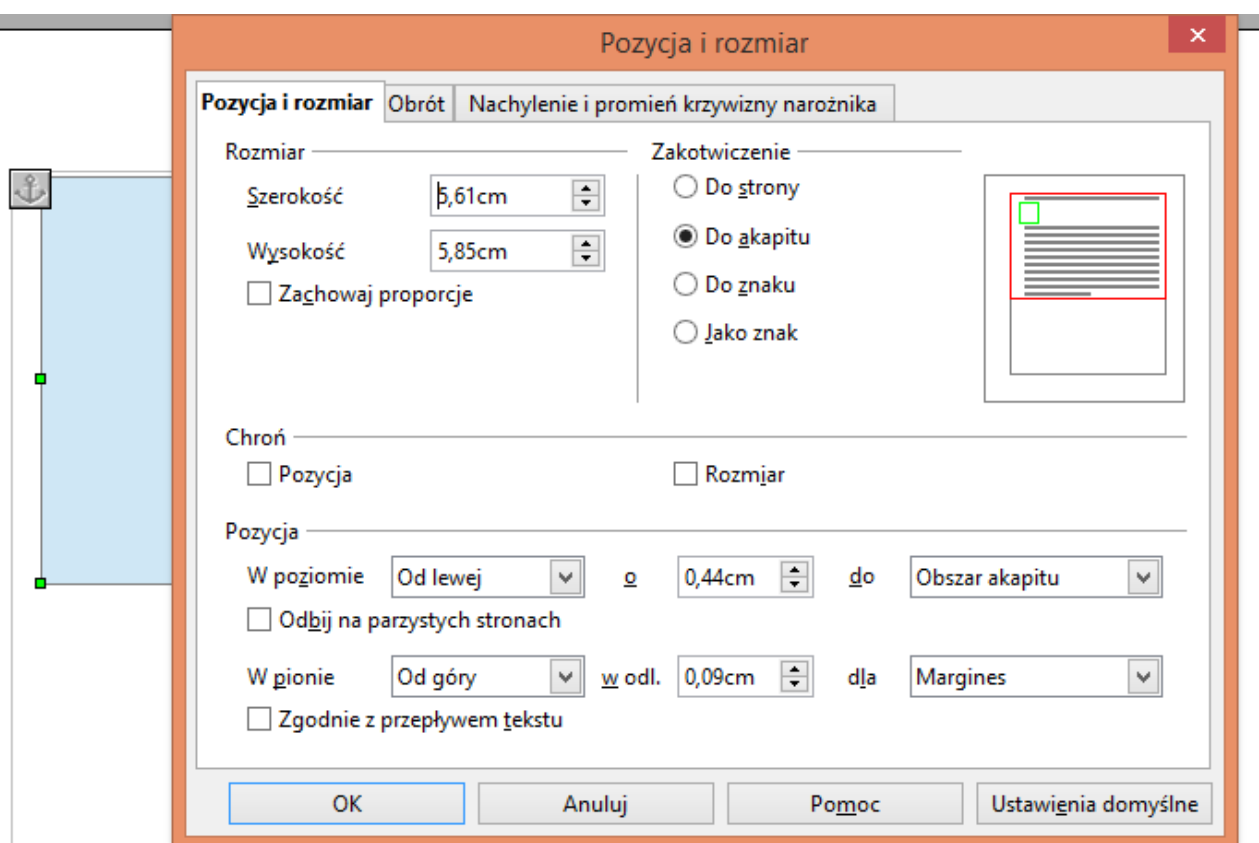 Pozycja i rozmiar
Pozycja i rozmiar Obrót Nachylenie i promień krzywizny narożnika
Rozmiar Zakotwiczenie
Szerokość 5,61cm Do strony
Wysokość 5,85cm Do akapitu
Zachowaj proporcje Do znaku
Jako znak
Chroń
Pozycja Rozmiar
Pozycja
W poziomie Od lewej o 0,44cm do Obszar akapitu
Odbij na parzystych stronach
W pionie Od góry w odl. 0,09cm dla Margines
Zgodnie z przepływem tekstu
OK Anuluj Pomoc Ustawienia domyślne